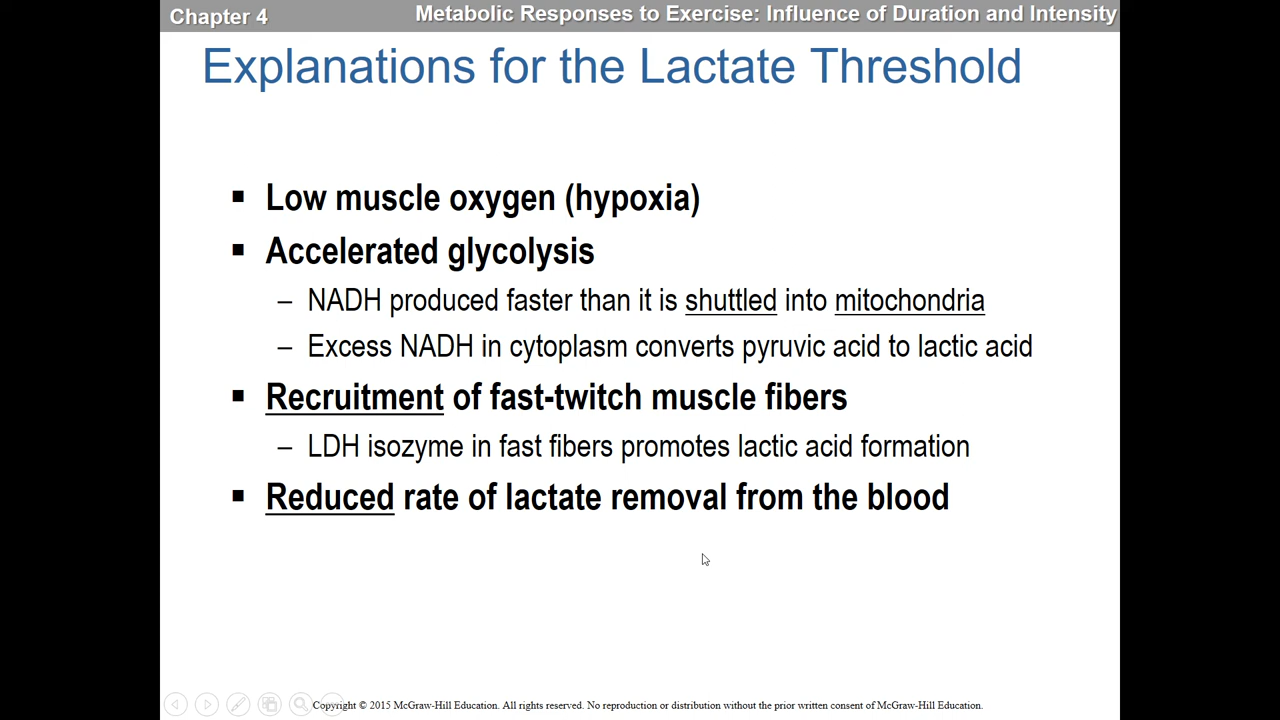 Chapter 4
Metabolic Responses to Exercise: Influence of Duration and Intensity
Explanations for the Lactate Threshold
▪ Low muscle oxygen (hypoxia)
▪ Accelerated glycolysis
– NADH produced faster than it is shuttled into mitochondria
– Excess NADH in cytoplasm converts pyruvic acid to lactic acid
▪ Recruitment of fast-twitch muscle fibers
– LDH isozyme in fast fibers promotes lactic acid formation
▪ Reduced rate of lactate removal from the blood
Copyright © 2015 McGraw-Hill Education. All rights reserved. No reproduction or distribution without the prior written consent of McGraw-Hill Education.